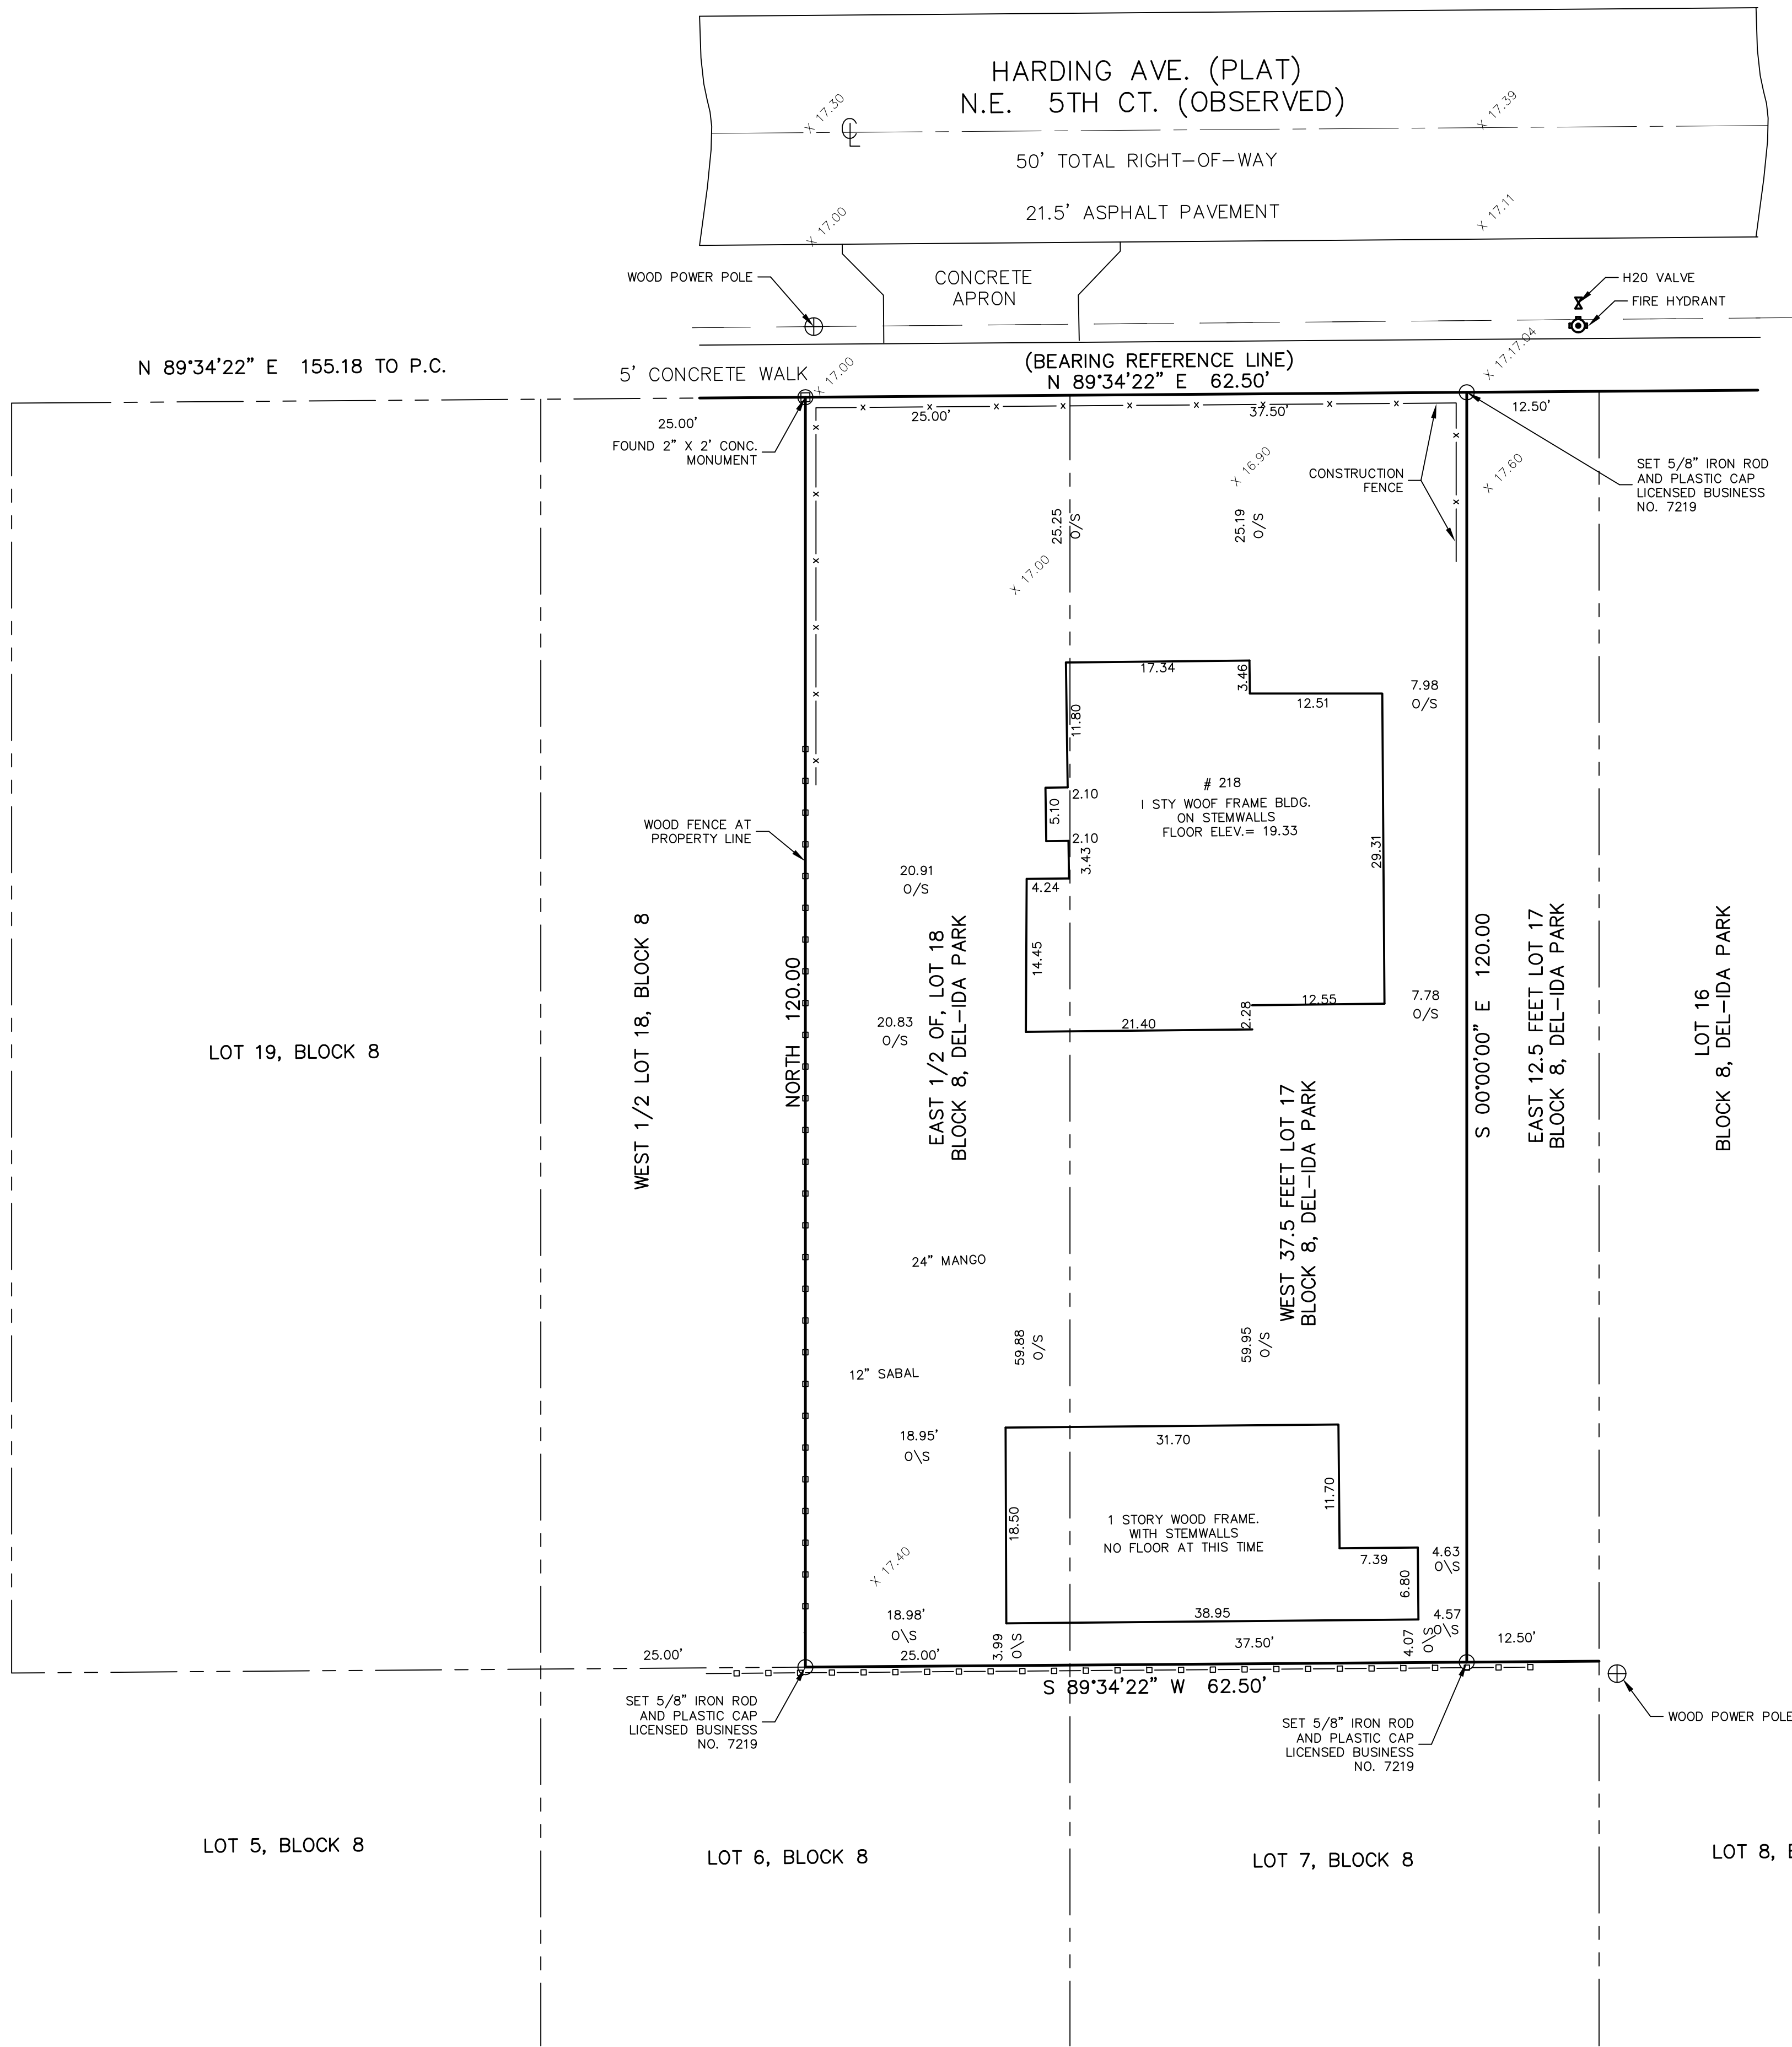 HARDING AVE. (PLAT)
N.E. 5TH CT. (OBSERVED)
X 17.30
X 17.39
50' TOTAL RIGHT-OF-WAY
21.5' ASPHALT PAVEMENT
X 17.00
X 17.11
WOOD POWER POLE
CONCRETE
APRON
H20 VALVE
FIRE HYDRANT
N 89°34'22" E 155.18 TO P.C.
5' CONCRETE WALK
X 17.00
(BEARING REFERENCE LINE)
N 89°34'22" E 62.50'
X 17.17.04
25.00'
25.00'
37.50'
12.50'
FOUND 2" X 2' CONC.
MONUMENT
X 16.90
CONSTRUCTION
FENCE
X 17.60
SET 5/8" IRON ROD
AND PLASTIC CAP
LICENSED BUSINESS
NO. 7219
25.25
O/S
25.19
O/S
X 17.00
17.34
3.46
12.51
7.98
O/S
11.80
# 218
1 STY WOOF FRAME BLDG.
ON STEMWALLS
FLOOR ELEV.= 19.33
2.10
5.10
2.10
3.43
29.31
WOOD FENCE AT
PROPERTY LINE
20.91
O/S
4.24
14.45
WEST 1/2 LOT 18, BLOCK 8
NORTH 120.00
EAST 1/2 OF, LOT 18
BLOCK 8, DEL-IDA PARK
S 00°00'00" E 120.00
EAST 12.5 FEET LOT 17
BLOCK 8, DEL-IDA PARK
LOT 16
BLOCK 8, DEL-IDA PARK
LOT 19, BLOCK 8
20.83
O/S
21.40
2.28
12.55
7.78
O/S
WEST 37.5 FEET LOT 17
BLOCK 8, DEL-IDA PARK
24" MANGO
59.88
O/S
59.95
O/S
12" SABAL
18.95'
O\S
31.70
11.70
18.50
1 STORY WOOD FRAME.
WITH STEMWALLS
NO FLOOR AT THIS TIME
7.39
4.63
O\S
6.80
X 17.40
18.98'
O\S
38.95
4.57
O\S
3.99
O\S
4.07
O\S
25.00'
25.00'
37.50'
12.50'
S 89°34'22" W 62.50'
SET 5/8" IRON ROD
AND PLASTIC CAP
LICENSED BUSINESS
NO. 7219
SET 5/8" IRON ROD
AND PLASTIC CAP
LICENSED BUSINESS
NO. 7219
WOOD POWER POLE
LOT 5, BLOCK 8
LOT 6, BLOCK 8
LOT 7, BLOCK 8
LOT 8,